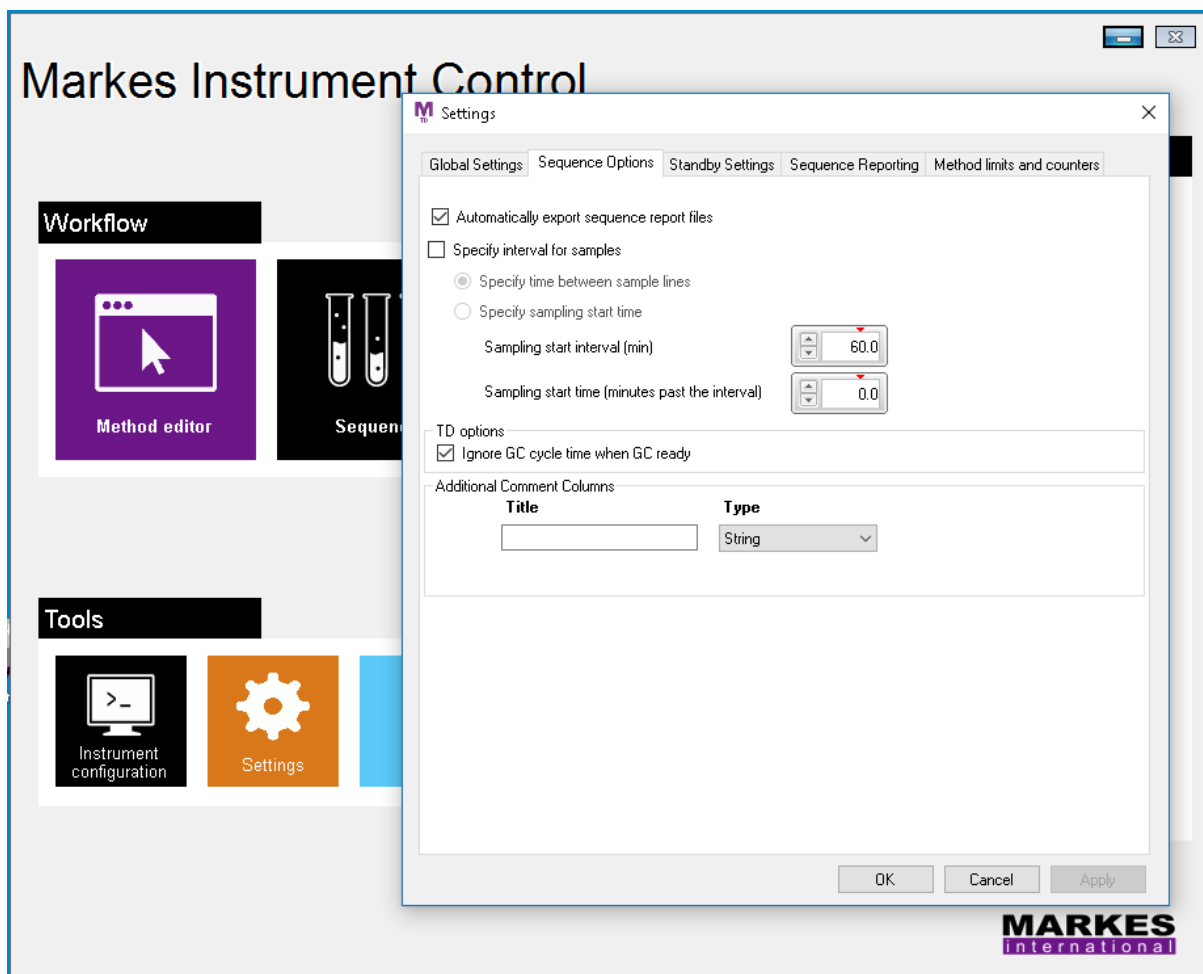 Markes Instrument Control
Settings
Global Settings
Sequence Options
Standby Settings
Sequence Reporting
Method limits and counters
Automatically export sequence report files
Specify interval for samples
Specify time between sample lines
Specify sampling start time
Sampling start interval (min)
60.0
Sampling start time (minutes past the interval)
0.0
TD options
Ignore GC cycle time when GC ready
Additional Comment Columns
Title
Type
String
OK
Cancel
Apply
Workflow
Method editor
Sequen
Tools
>_
Instrument
configuration
Settings
MARKES
international